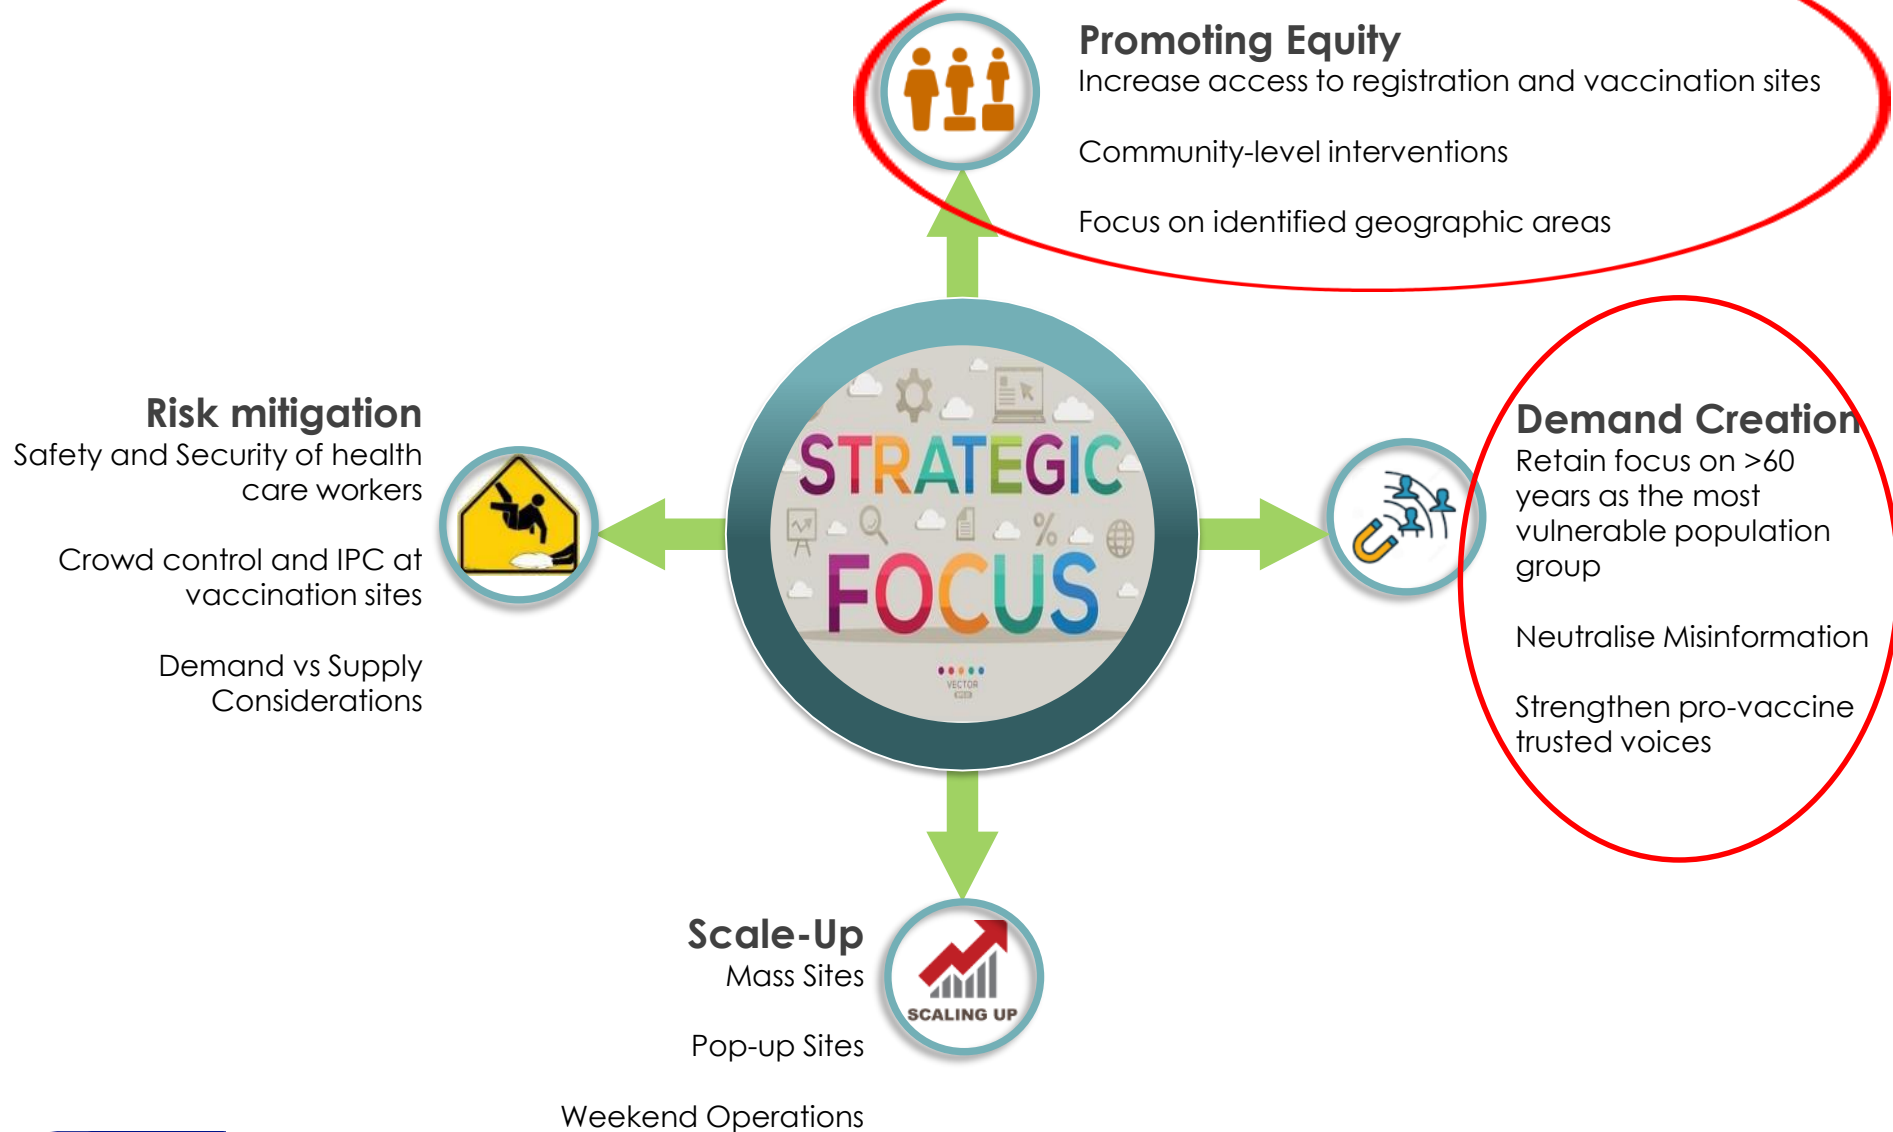 Promoting Equity
Increase access to registration and vaccination sites
Community-level interventions
Focus on identified geographic areas
Risk mitigation
Safety and Security of health
care workers
Crowd control and IPC at
vaccination sites
Demand vs Supply
Considerations
STRATEGIC
%
FOCUS
VECTOR
Demand Creation
Retain focus on >60
years as the most
vulnerable population
group
Neutralise Misinformation
Strengthen pro-vaccine
trusted voices
Scale-Up
Mass Sites
Pop-up Sites
Weekend Operations
SCALING UP